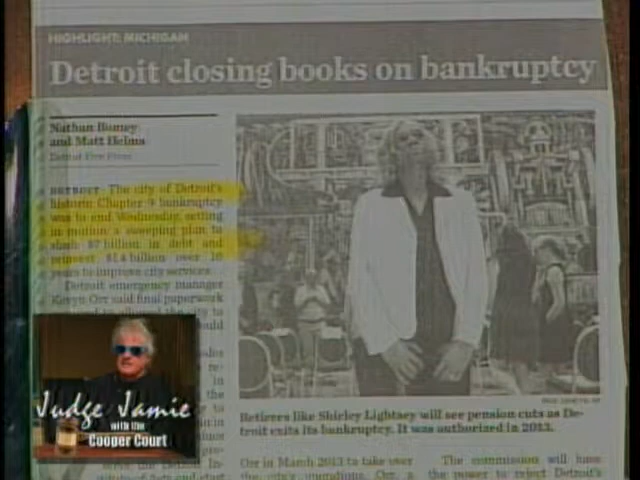 HIGHLIGHT: MICHIGAN
Detroit closing books on bankruptcy
Nathan Bomey
and Matt Helms
Detroit Free Press
DETROIT The city of Detroit's
historic Chapter 9 bankruptcy
was to end Wednesday, setting
in motion a sweeping plan to
slash $7 billion in debt and
reinvest $1.4 billion over 10
years to improve city services.
Detroit emergency manager
Kevyn Orr said final paperwork
Retirees like Shirley Lightsey will see pension cuts as De-
troit exits its bankruptcy. It was authorized in 2013.
Judge Jamie
with the
Cooper Court
Orr in March 2013 to take over
the city's operations. Orr, a
The commission will have
the power to reject Detroit's